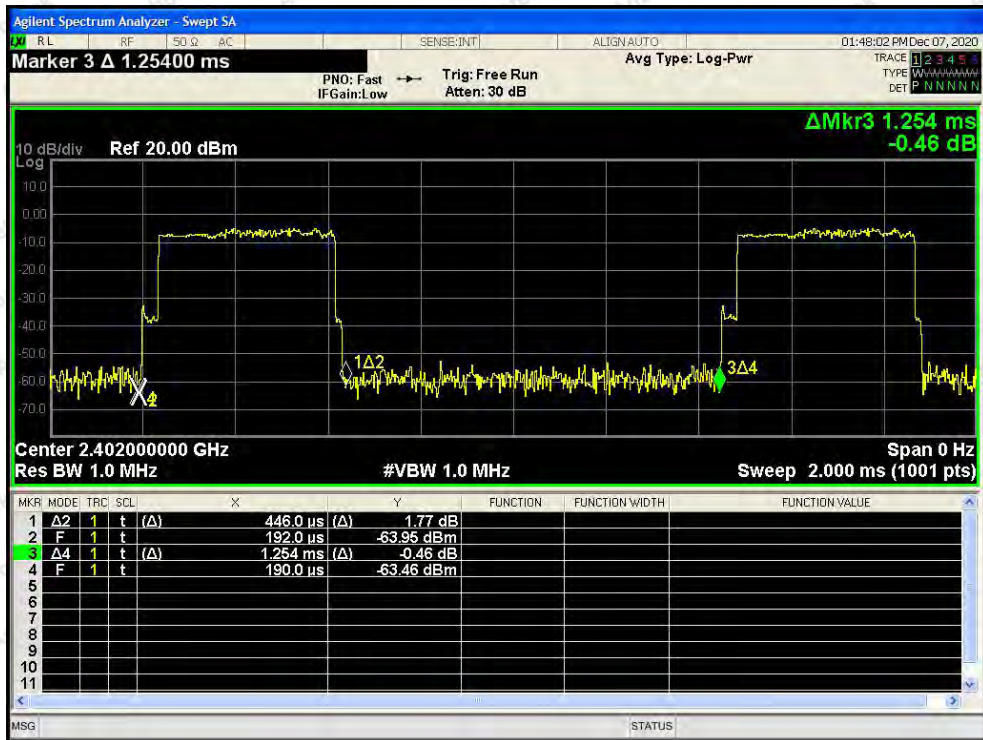 Agilent Spectrum Analyzer - Swept SA
LXI RL RF 50 Ω AC SENSE:INT ALIGN AUTO 01:48:02 PM Dec 07, 2020
Marker 3 Δ 1.25400 ms
PNO: Fast Trig: Free Run Avg Type: Log-Pwr TRACE 1 2 3 4 5 6
IFGain:Low Atten: 30 dB TYPE WWWWWWW
DET P N N N N N
ΔMkr3 1.254 ms
-0.46 dB
10 dB/div Ref 20.00 dBm
Log
10.0
0.00
-10.0
-20.0
-30.0
-40.0
-50.0
-60.0
-70.0
1Δ2
3Δ4
Center 2.402000000 GHz Span 0 Hz
Res BW 1.0 MHz #VBW 1.0 MHz Sweep 2.000 ms (1001 pts)
MKR MODE TRC SCL X Y FUNCTION FUNCTION WIDTH FUNCTION VALUE
1 Δ2 1 t (Δ) 446.0 µs (Δ) 1.77 dB
2 F 1 t 192.0 µs -63.95 dBm
3 Δ4 1 t (Δ) 1.254 ms (Δ) -0.46 dB
4 F 1 t 190.0 µs -63.46 dBm
5
6
7
8
9
10
11
MSG STATUS